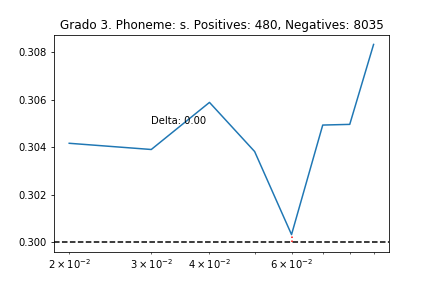 Grado 3. Phoneme: s. Positives: 480, Negatives: 8035
0.308
0.306
Delta: 0.00
0.304
0.302
0.300
2 × 10⁻² 3 × 10⁻² 4 × 10⁻² 6 × 10⁻²